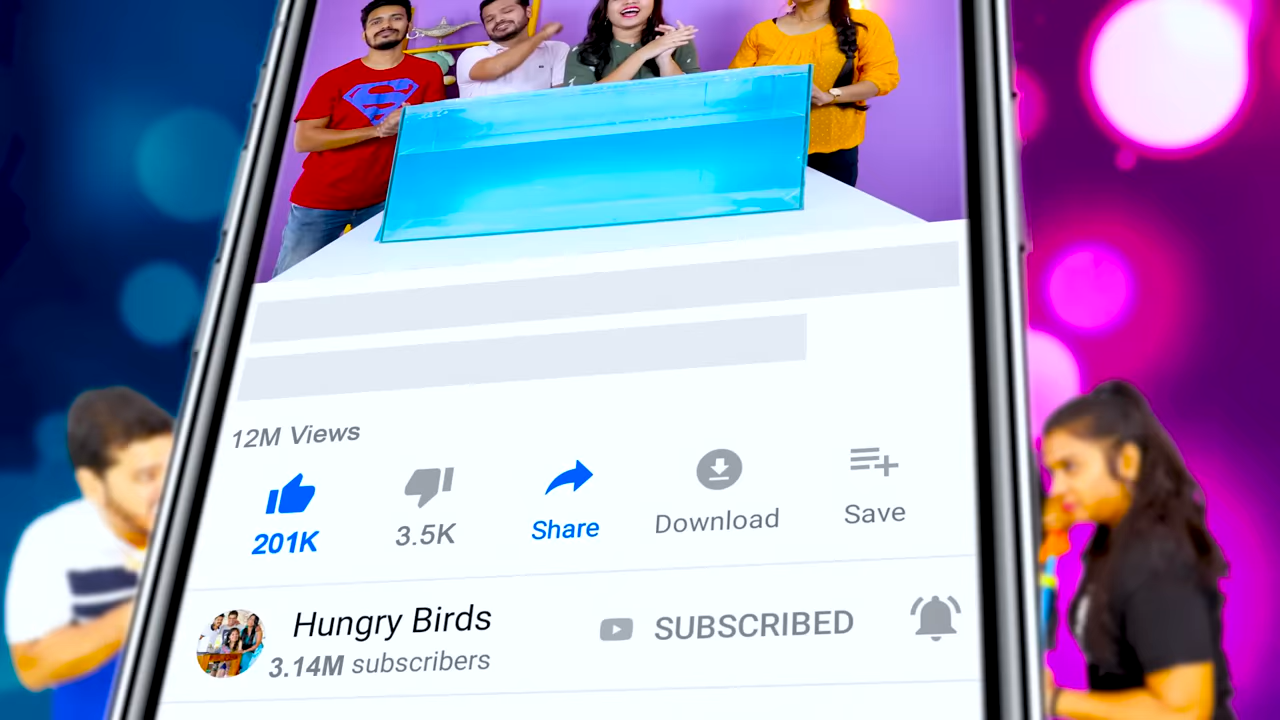 12M Views
201K
3.5K
Share
Download
Save
Hungry Birds
SUBSCRIBED
3.14M subscribers